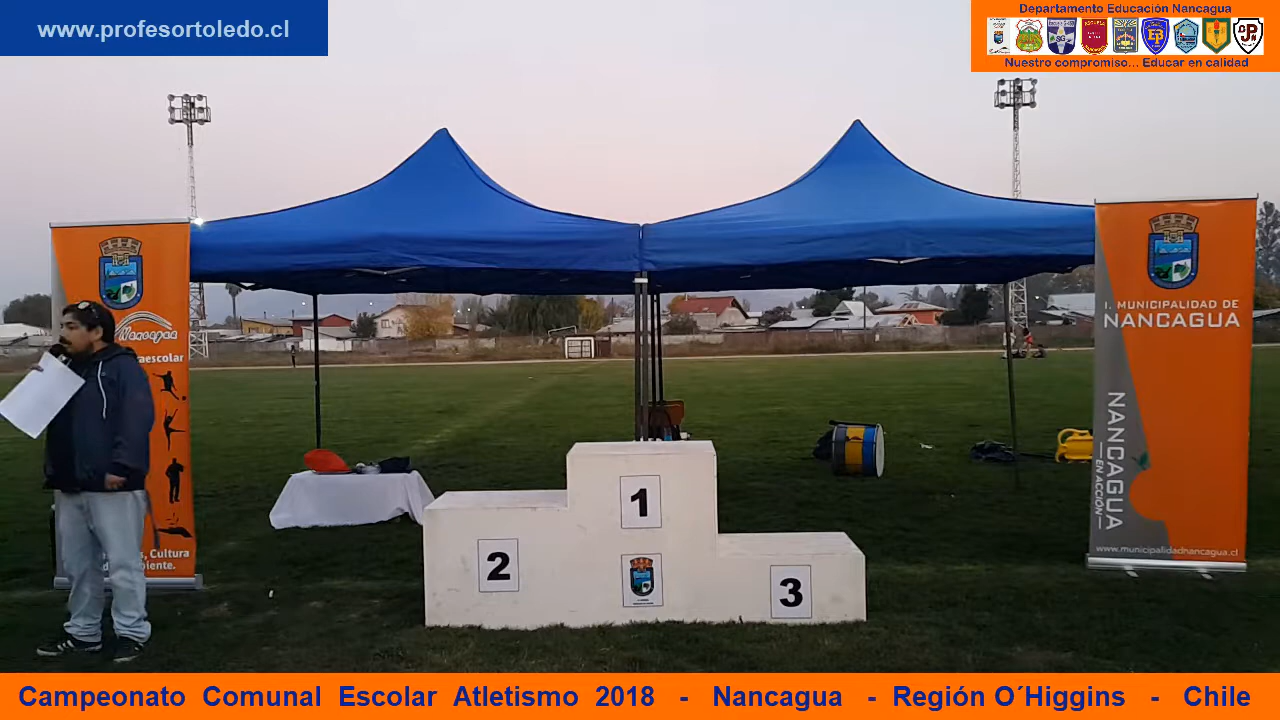 www.profesortoledo.cl
Departamento Educación Nancagua
Nuestro compromiso... Educar en calidad
Nancagua
aescolar
s, Cultura
iente.
I. MUNICIPALIDAD DE
NANCAGUA
NANCAGUA
EN ACCIÓN
www.municipalidadnancagua.cl
1
2
3
Campeonato Comunal Escolar Atletismo 2018 - Nancagua - Región O´Higgins - Chile